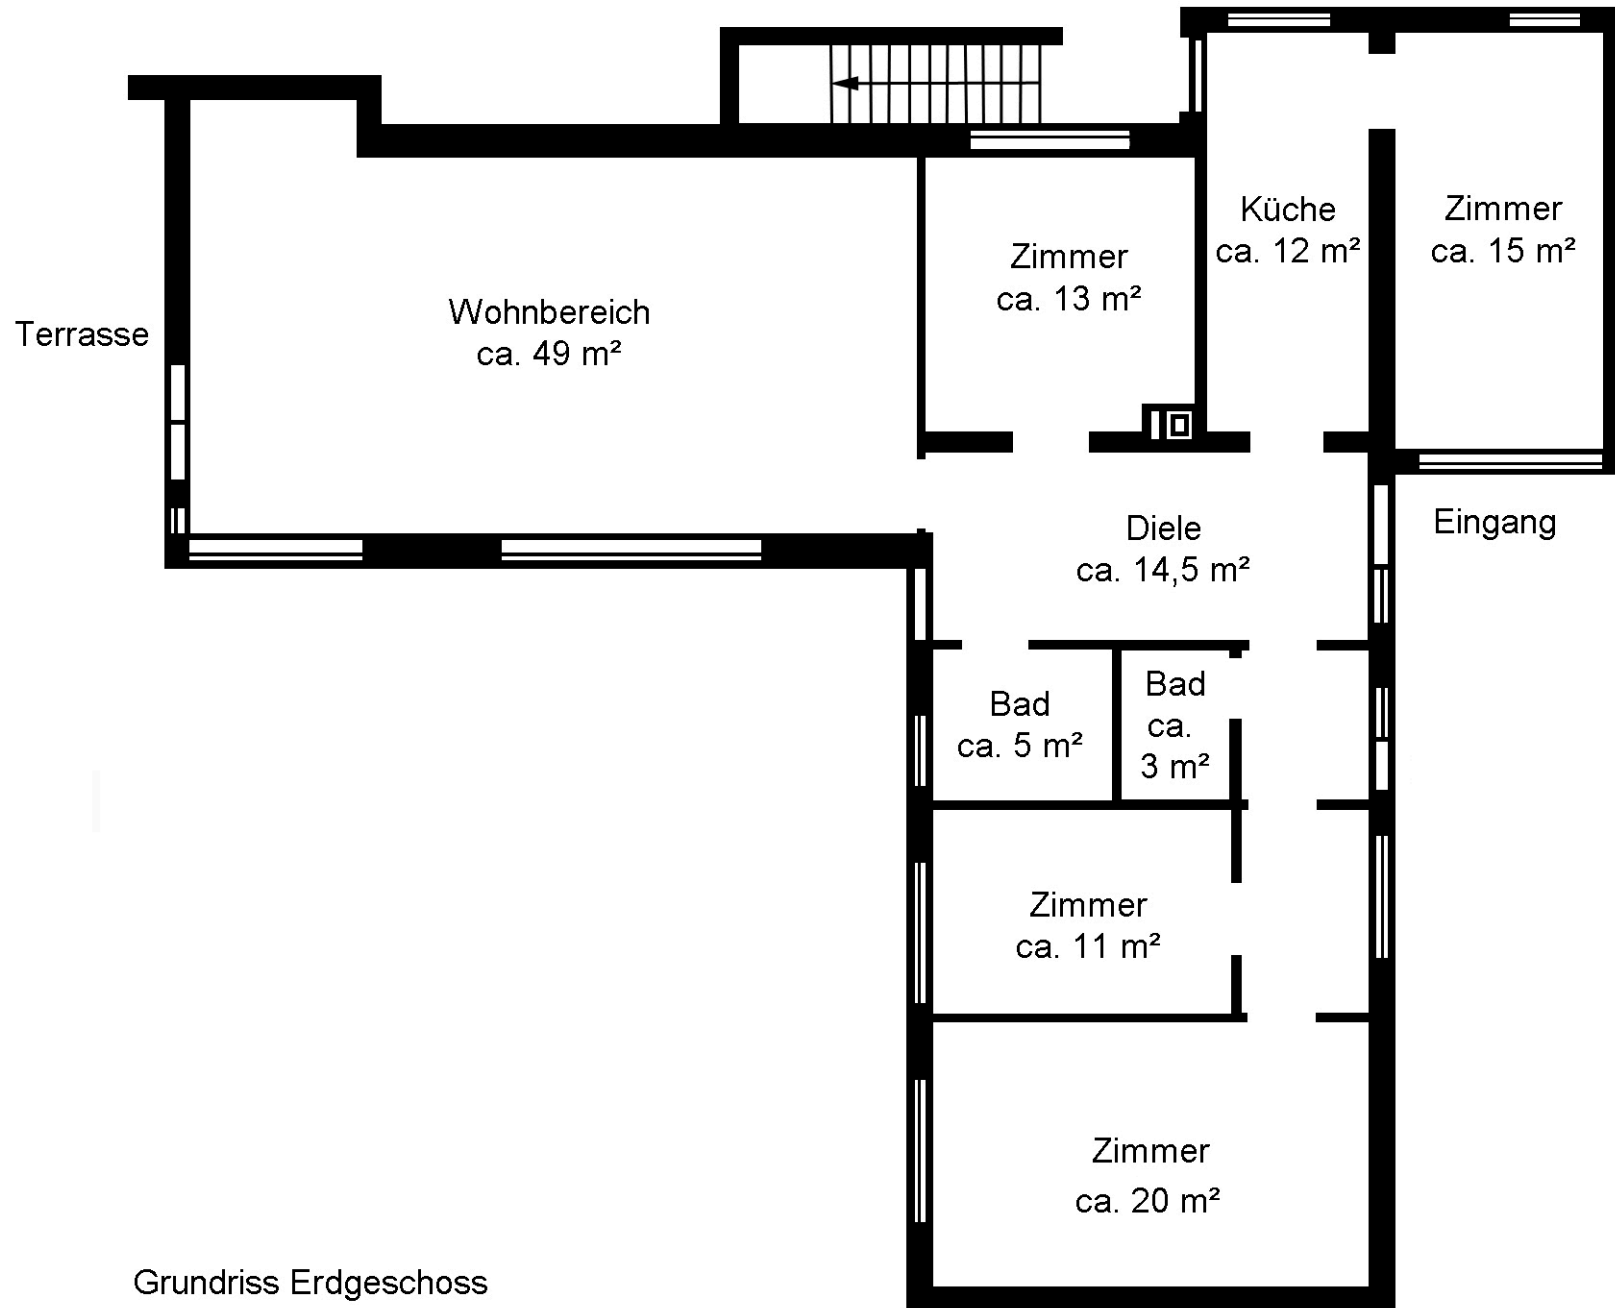 Küche
ca. 12 m²
Zimmer
ca. 15 m²
Zimmer
ca. 13 m²
Wohnbereich
ca. 49 m²
Terrasse
Diele
ca. 14,5 m²
Eingang
Bad
ca. 5 m²
Bad
ca.
3 m²
Zimmer
ca. 11 m²
Zimmer
ca. 20 m²
Grundriss Erdgeschoss